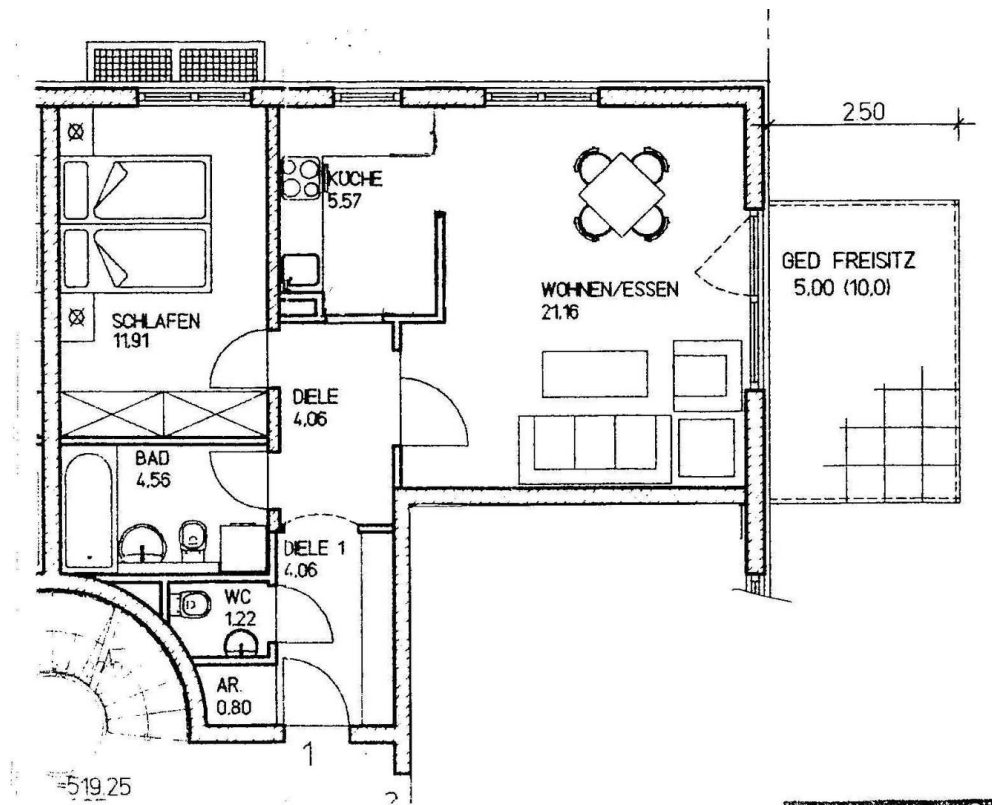 2.50
KÜCHE
5.57
GED FREISITZ
5.00 (10.0)
WOHNEN/ESSEN
21.16
SCHLAFEN
11.91
DIELE
4.06
BAD
4.56
DIELE 1
4.06
WC
1.22
AR.
0.80
1
519.25